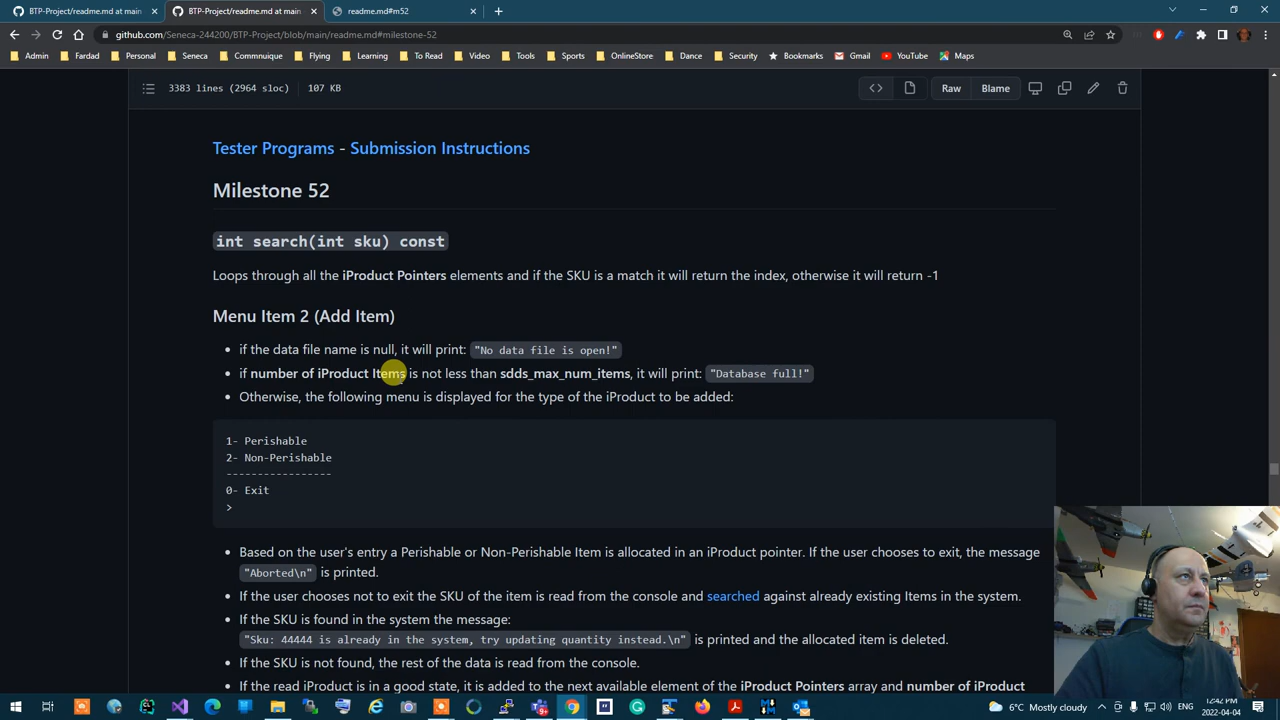 BTP-Project/readme.md at main
BTP-Project/readme.md at main
readme.md#m52
github.com/Seneca-244200/BTP-Project/blob/main/readme.md#milestone-52
Admin Fardad Personal Seneca Commnuique Flying Learning Road To Video Tools Sports OnlineStore Dance Security Bookmarks Gmail YouTube Maps
3383 lines (2964 sloc) 107 KB Raw Blame
Tester Programs - Submission Instructions
Milestone 52
int search(int sku) const
Loops through all the iProduct Pointers elements and if the SKU is a match it will return the index, otherwise it will return -1
Menu Item 2 (Add Item)
if the data file name is null, it will print: "No data file is open!"
if number of iProduct Items is not less than sdds_max_num_items, it will print: "Database full!"
Otherwise, the following menu is displayed for the type of the iProduct to be added:
1- Perishable
2- Non-Perishable
-----------------
0- Exit
>
Based on the user's entry a Perishable or Non-Perishable Item is allocated in an iProduct pointer. If the user chooses to exit, the message
"Aborted\n" is printed.
If the user chooses not to exit the SKU of the item is read from the console and searched against already existing Items in the system.
If the SKU is found in the system the message:
"Sku: 44444 is already in the system, try updating quantity instead.\n" is printed and the allocated item is deleted.
If the SKU is not found, the rest of the data is read from the console.
If the read iProduct is in a good state, it is added to the next available element of the iProduct Pointers array and number of iProduct
6°C Mostly cloudy ENG 12:42 PM
2022-04-04